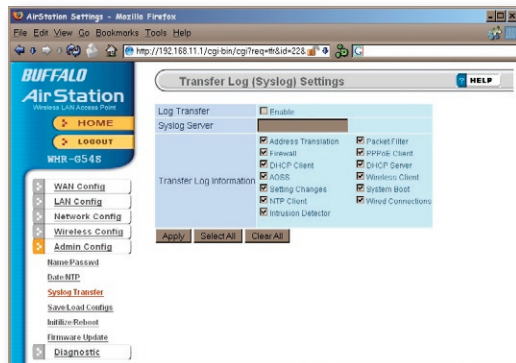 AirStation Settings - Mozilla Firefox
File Edit View Go Bookmarks Tools Help
http://192.168.11.1/cgi-bin/cgi?req=tfr&id=22&
BUFFALO
AirStation
Wireless LAN Access Point
HOME
LOGOUT
WHR-G54S
WAN Config
LAN Config
Network Config
Wireless Config
Admin Config
Name/Passwd
Date/NTP
Syslog Transfer
Save/Load Configs
Initilize/Reboot
Firmware Update
Diagnostic
Transfer Log (Syslog) Settings
HELP
Log Transfer Enable
Syslog Server
Transfer Log Information
Address Translation Packet Filter
Firewall PPPoE Client
DHCP Client DHCP Server
AOSS Wireless Client
Setting Changes System Boot
NTP Client Wired Connections
Intrusion Detector
Apply Select All Clear All